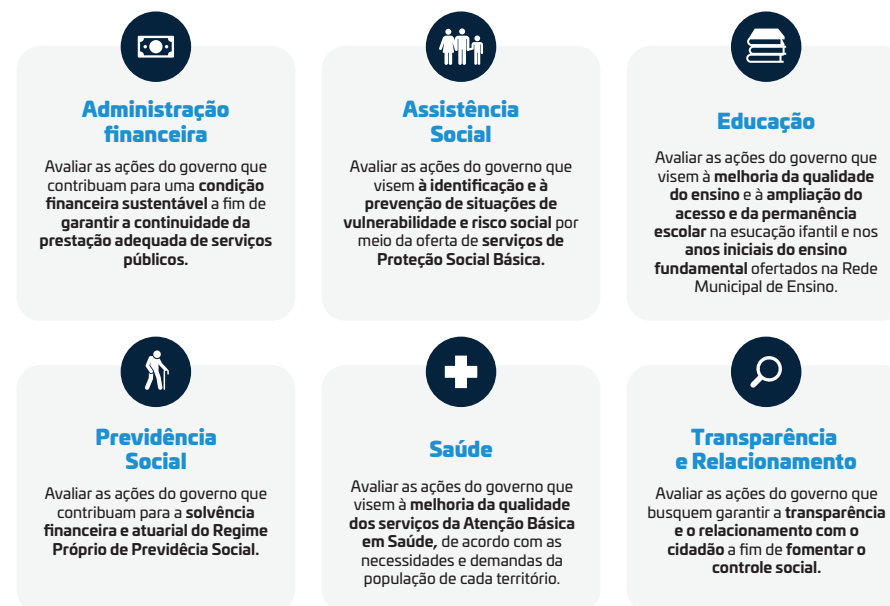 Administração
financeira
Avaliar as ações do governo que
contribuam para uma condição
financeira sustentável a fim de
garantir a continuidade da
prestação adequada de serviços
públicos.
Assistência
Social
Avaliar as ações do governo que
visem à identificação e à
prevenção de situações de
vulnerabilidade e risco social por
meio da oferta de serviços de
Proteção Social Básica.
Educação
Avaliar as ações do governo que
visem à melhoria da qualidade
do ensino e à ampliação do
acesso e da permanência
escolar na esucação ifantil e nos
anos iniciais do ensino
fundamental ofertados na Rede
Municipal de Ensino.
Previdência
Social
Avaliar as ações do governo que
contribuam para a solvência
financeira e atuarial do Regime
Próprio de Previdêcia Social.
Saúde
Avaliar as ações do governo que
visem à melhoria da qualidade
dos serviços da Atenção Básica
em Saúde, de acordo com as
necessidades e demandas da
população de cada território.
Transparência
e Relacionamento
Avaliar as ações do governo que
busquem garantir a transparência
e o relacionamento com o
cidadão a fim de fomentar o
controle social.